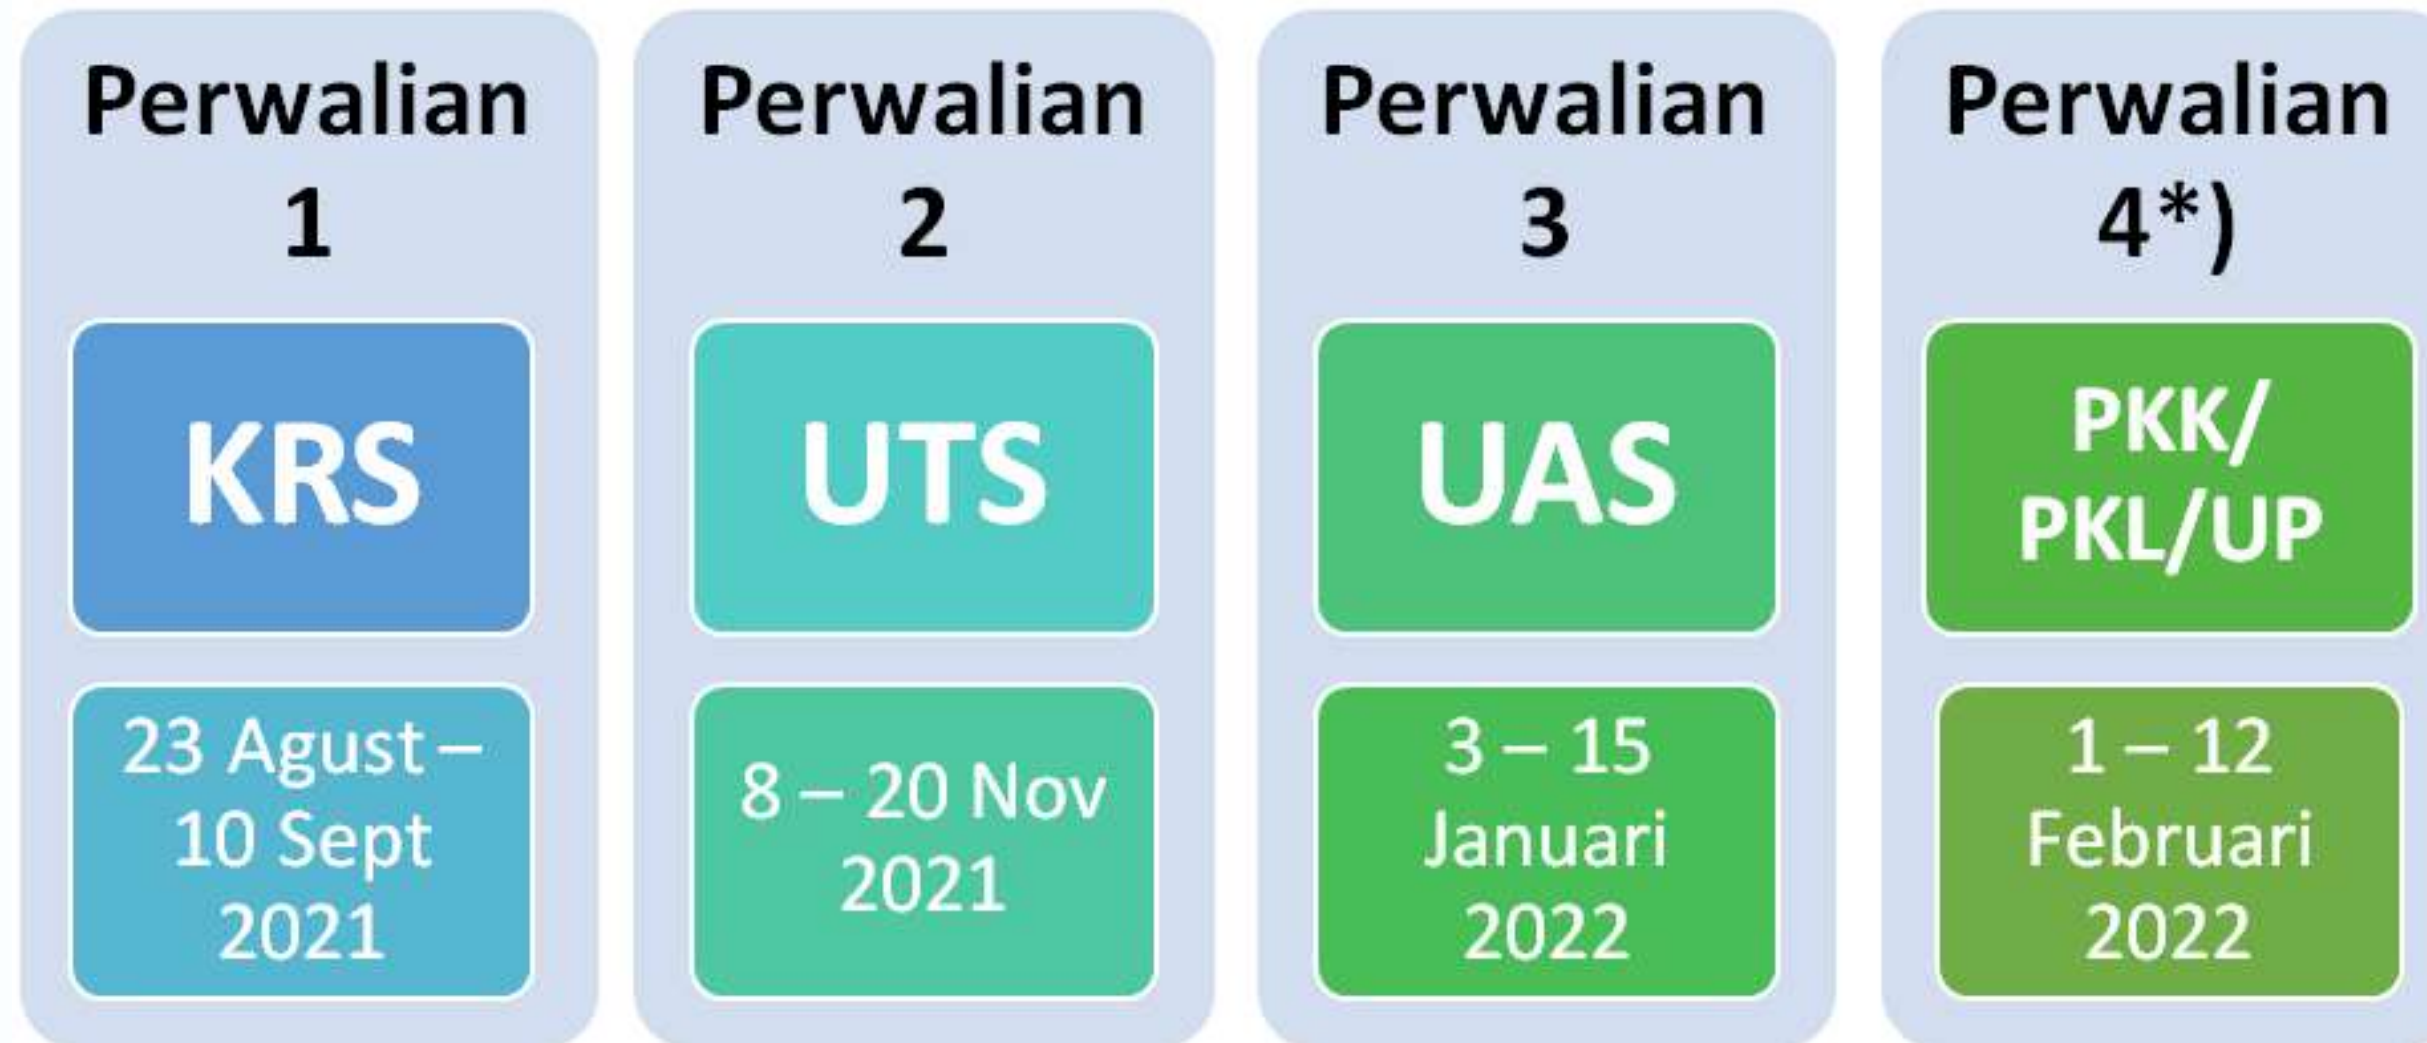 Perwalian
1
KRS
23 Agust –
10 Sept
2021
Perwalian
2
UTS
8 – 20 Nov
2021
Perwalian
3
UAS
3 – 15
Januari
2022
Perwalian
4*)
PKK/
PKL/UP
1 – 12
Februari
2022